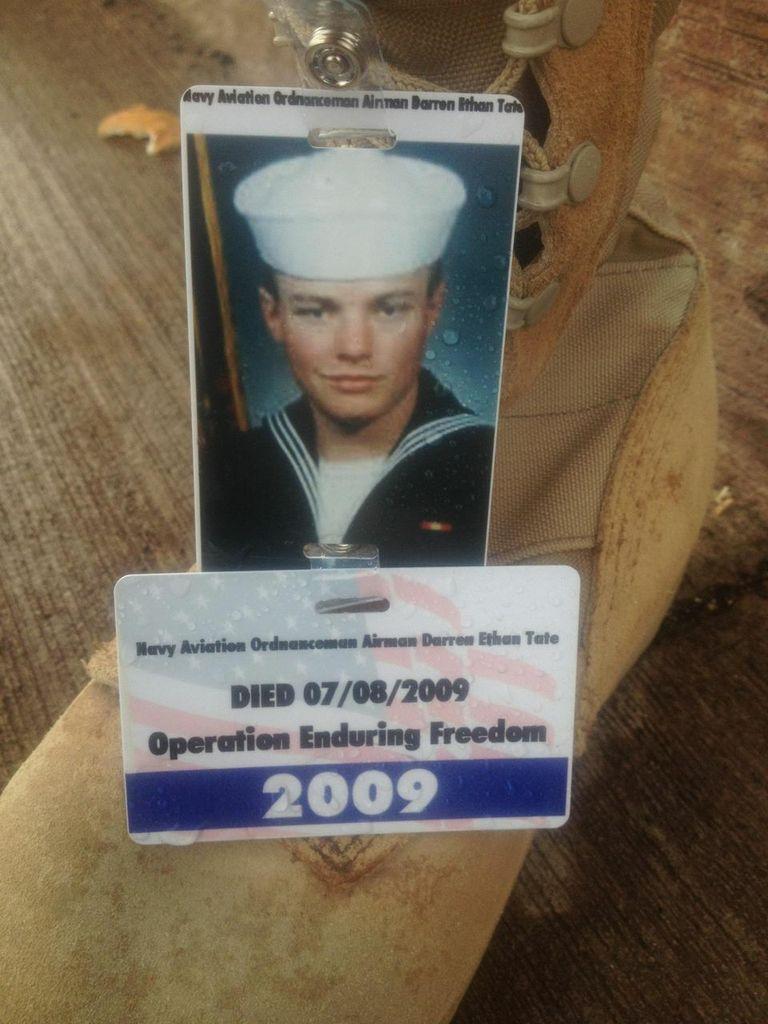 Navy Aviation Ordnanceman Airman Darren Ethan Tate
Navy Aviation Ordnanceman Airman Darren Ethan Tate
DIED 07/08/2009
Operation Enduring Freedom
2009